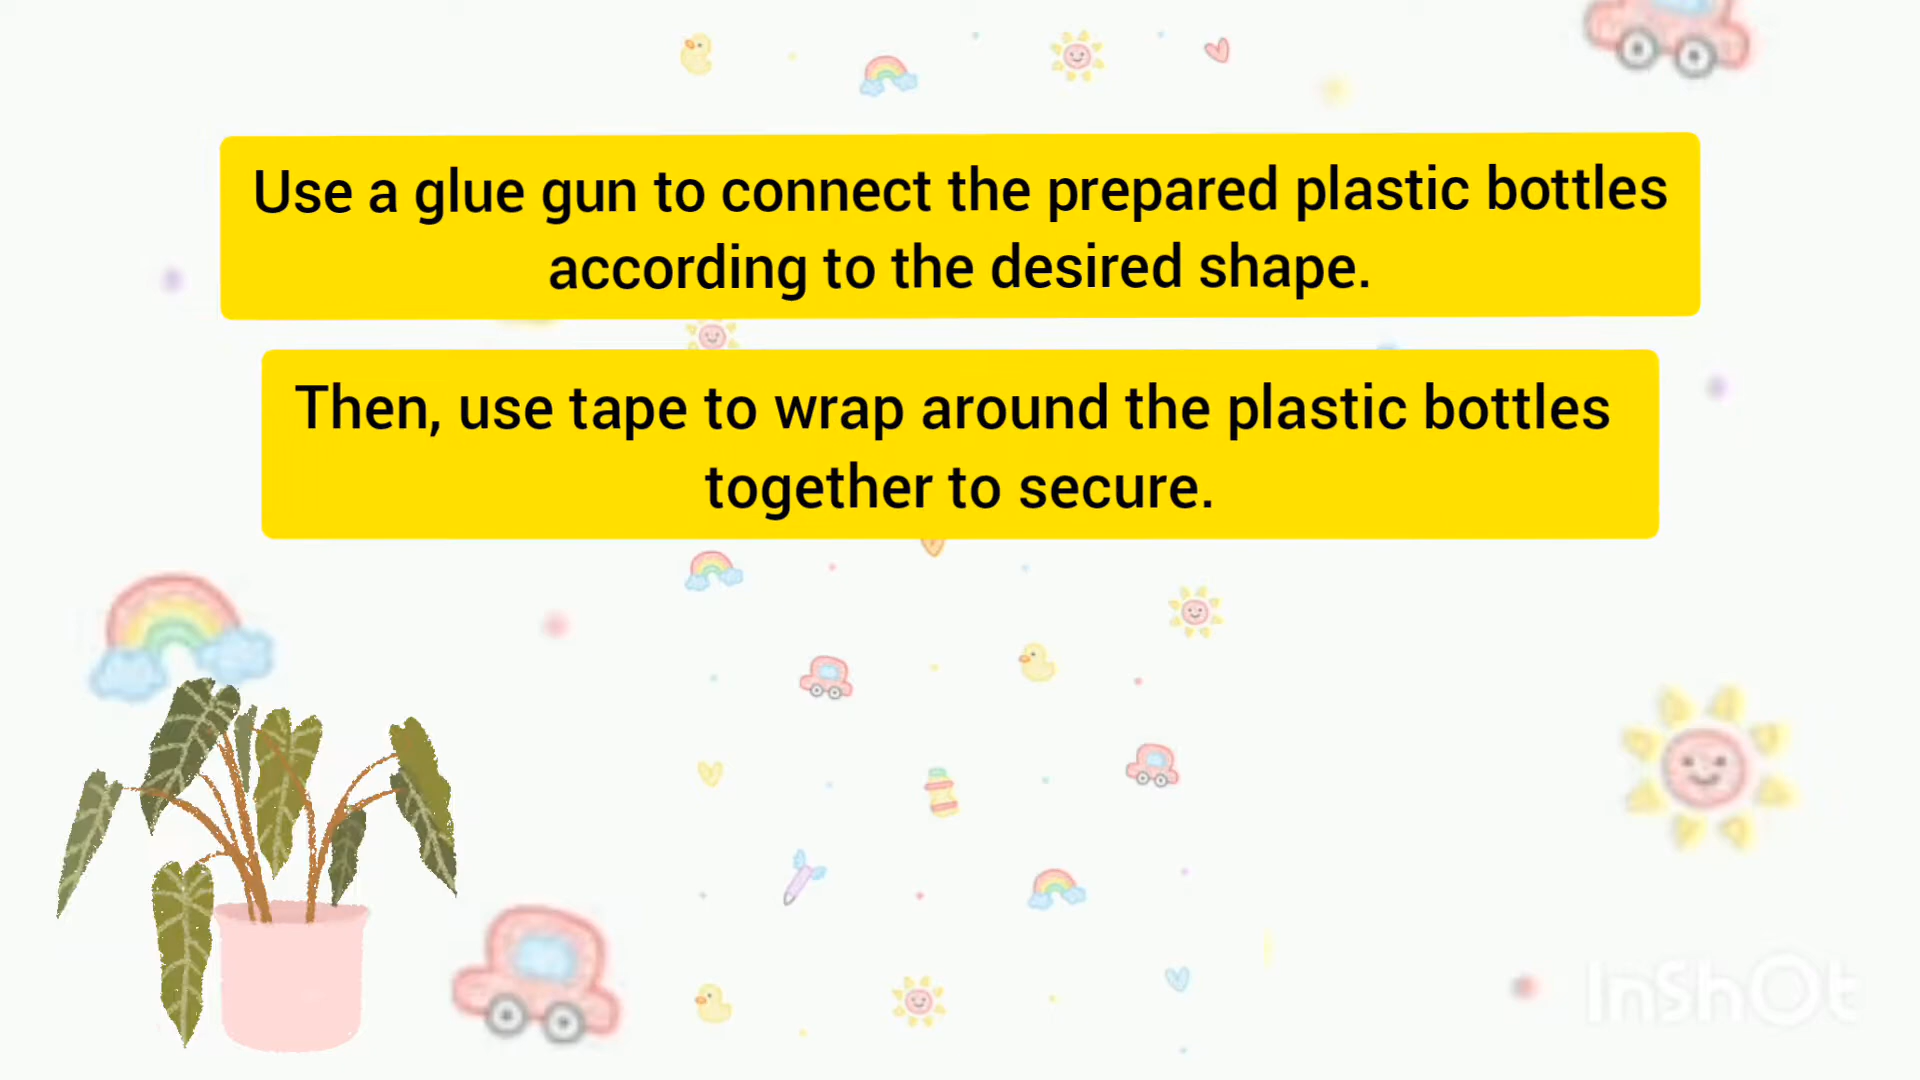 Use a glue gun to connect the prepared plastic bottles
according to the desired shape.
Then, use tape to wrap around the plastic bottles
together to secure.
InShOt